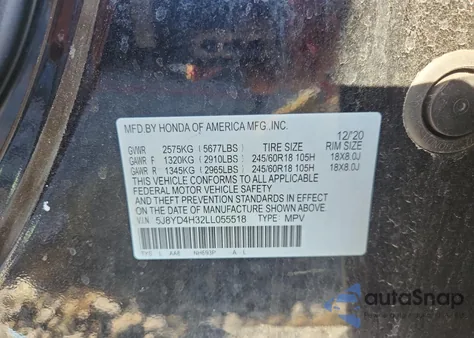 MFD.BY HONDA OF AMERICA MFG.,INC. 12/'20
GVWR 2575KG (5677LBS) TIRE SIZE RIM SIZE
GAWR F 1320KG (2910LBS) 245/60R18 105H 18X8.0J
GAWR R 1345KG (2965LBS) 245/60R18 105H 18X8.0J
THIS VEHICLE CONFORMS TO ALL APPLICABLE
FEDERAL MOTOR VEHICLE SAFETY
AND THEFT PREVENTION STANDARDS IN EFFECT
ON THE DATE OF MANUFACTURE SHOWN ABOVE.
V.I.N. 5J8YD4H32LL055518 TYPE: MPV
A L
autoSnap